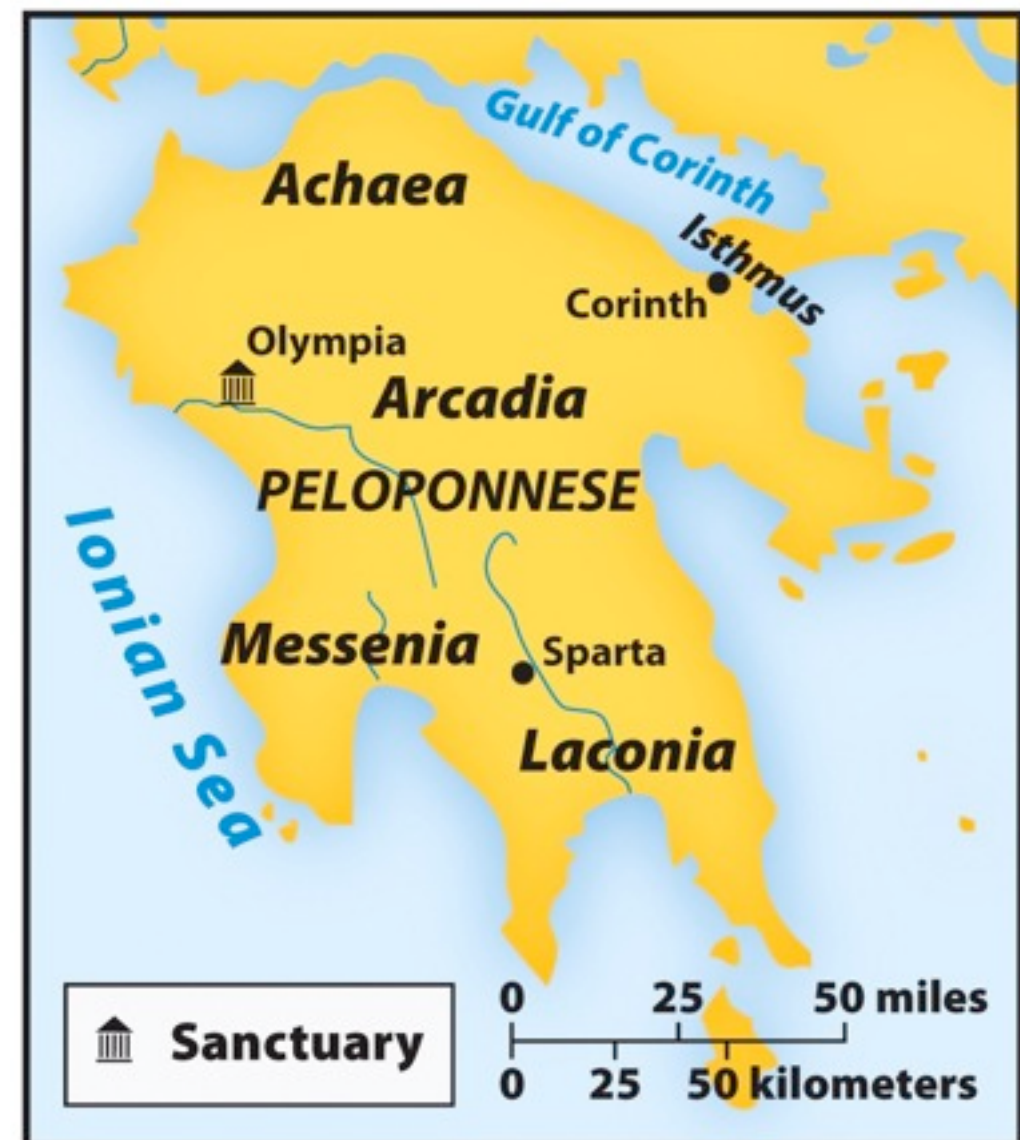 Gulf of Corinth
Achaea
Isthmus
Corinth
Olympia
Arcadia
PELOPONNESE
Ionian Sea
Messenia
Sparta
Laconia
Sanctuary
0 25 50 miles
0 25 50 kilometers